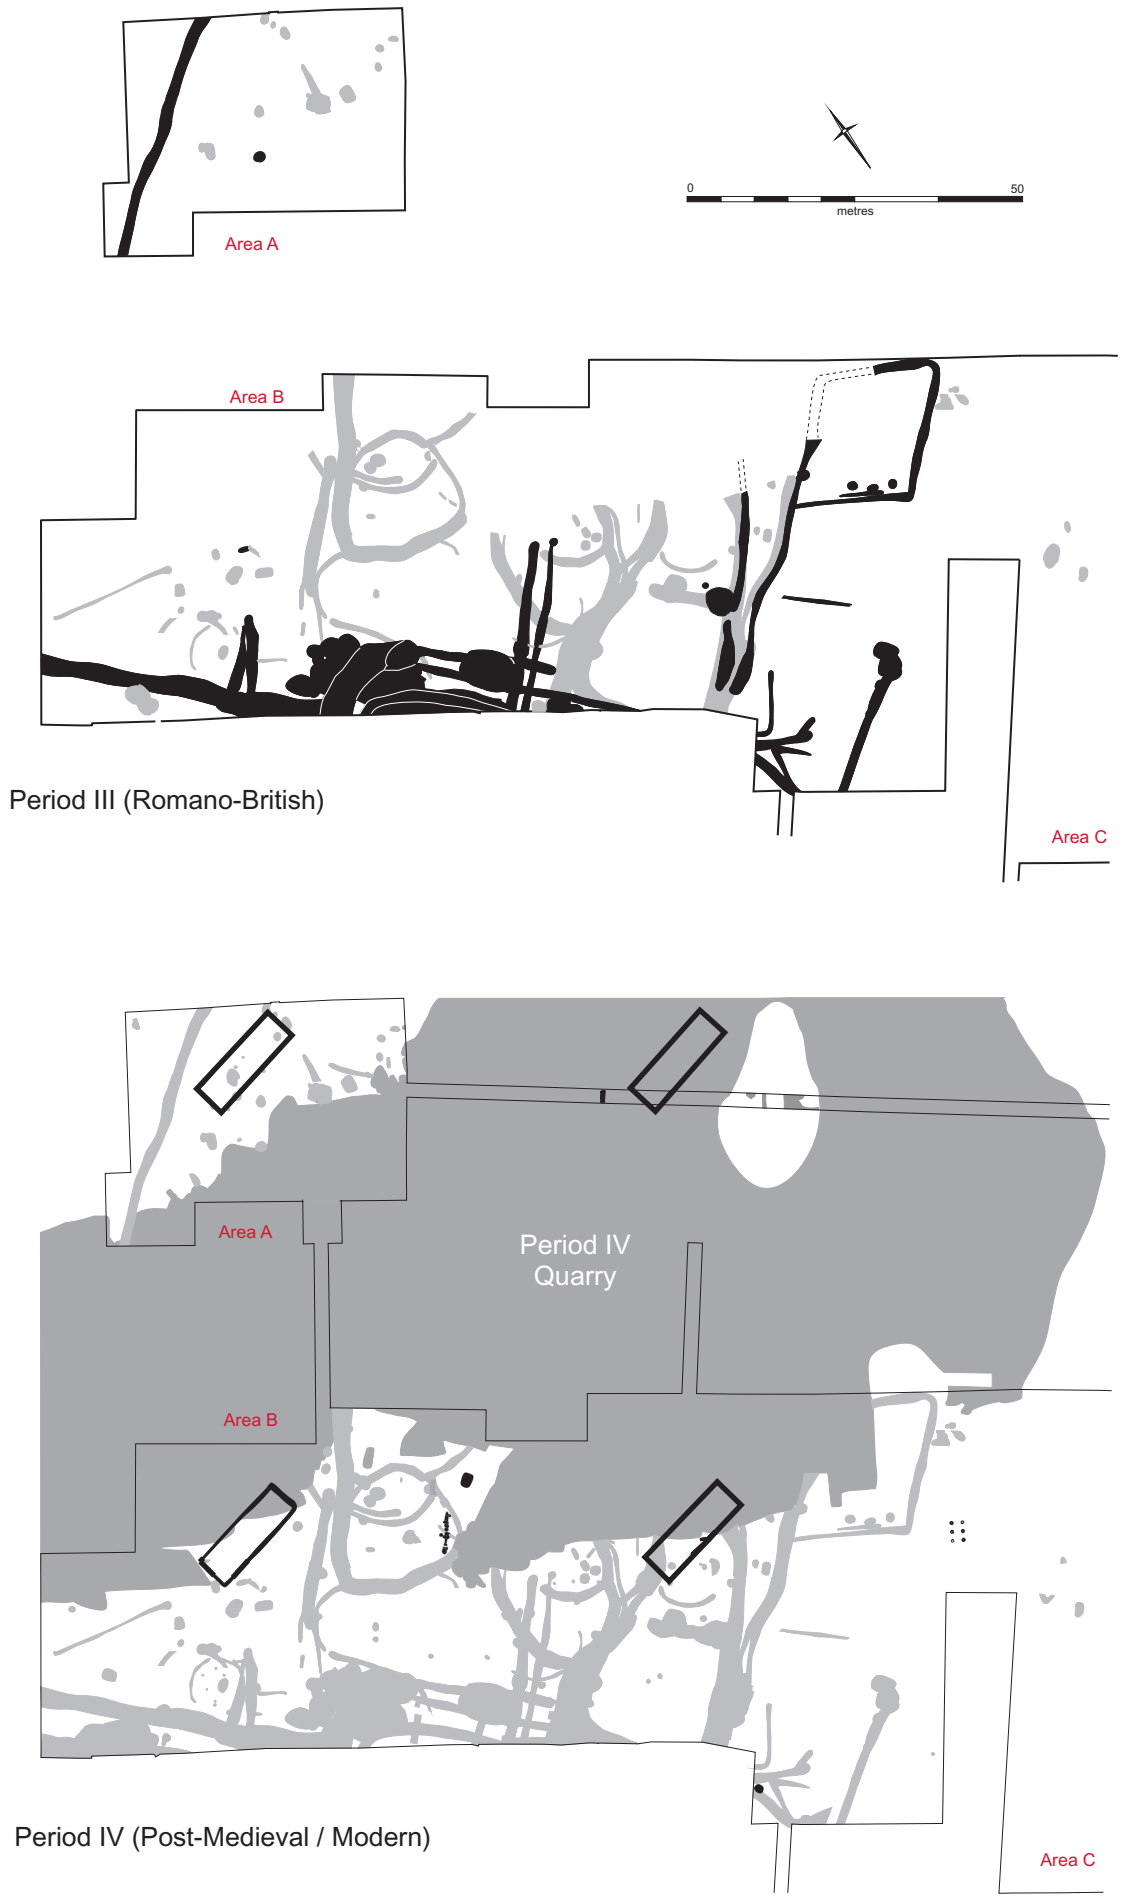 0 50
metres
Area A
Area B
Period III (Romano-British)
Area C
Area A
Period IV
Quarry
Area B
Period IV (Post-Medieval / Modern)
Area C